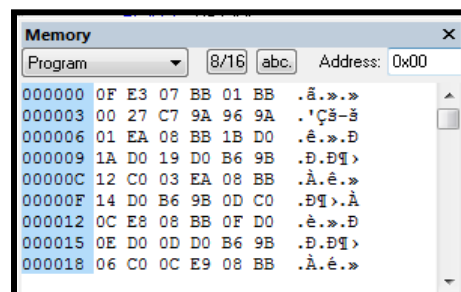 Memory
Program 8/16 abc. Address: 0x00
000000 0F E3 07 BB 01 BB .ã.».»
000003 00 27 C7 9A 96 9A .'Çš–š
000006 01 EA 08 BB 1B D0 .ê.».Ð
000009 1A D0 19 D0 B6 9B .Ð.Ð¶›
00000C 12 C0 03 EA 08 BB .À.ê.»
00000F 14 D0 B6 9B 0D C0 .Ð¶›.À
000012 0C E8 08 BB 0F D0 .è.».Ð
000015 0E D0 0D D0 B6 9B .Ð.Ð¶›
000018 06 C0 0C E9 08 BB .À.é.»